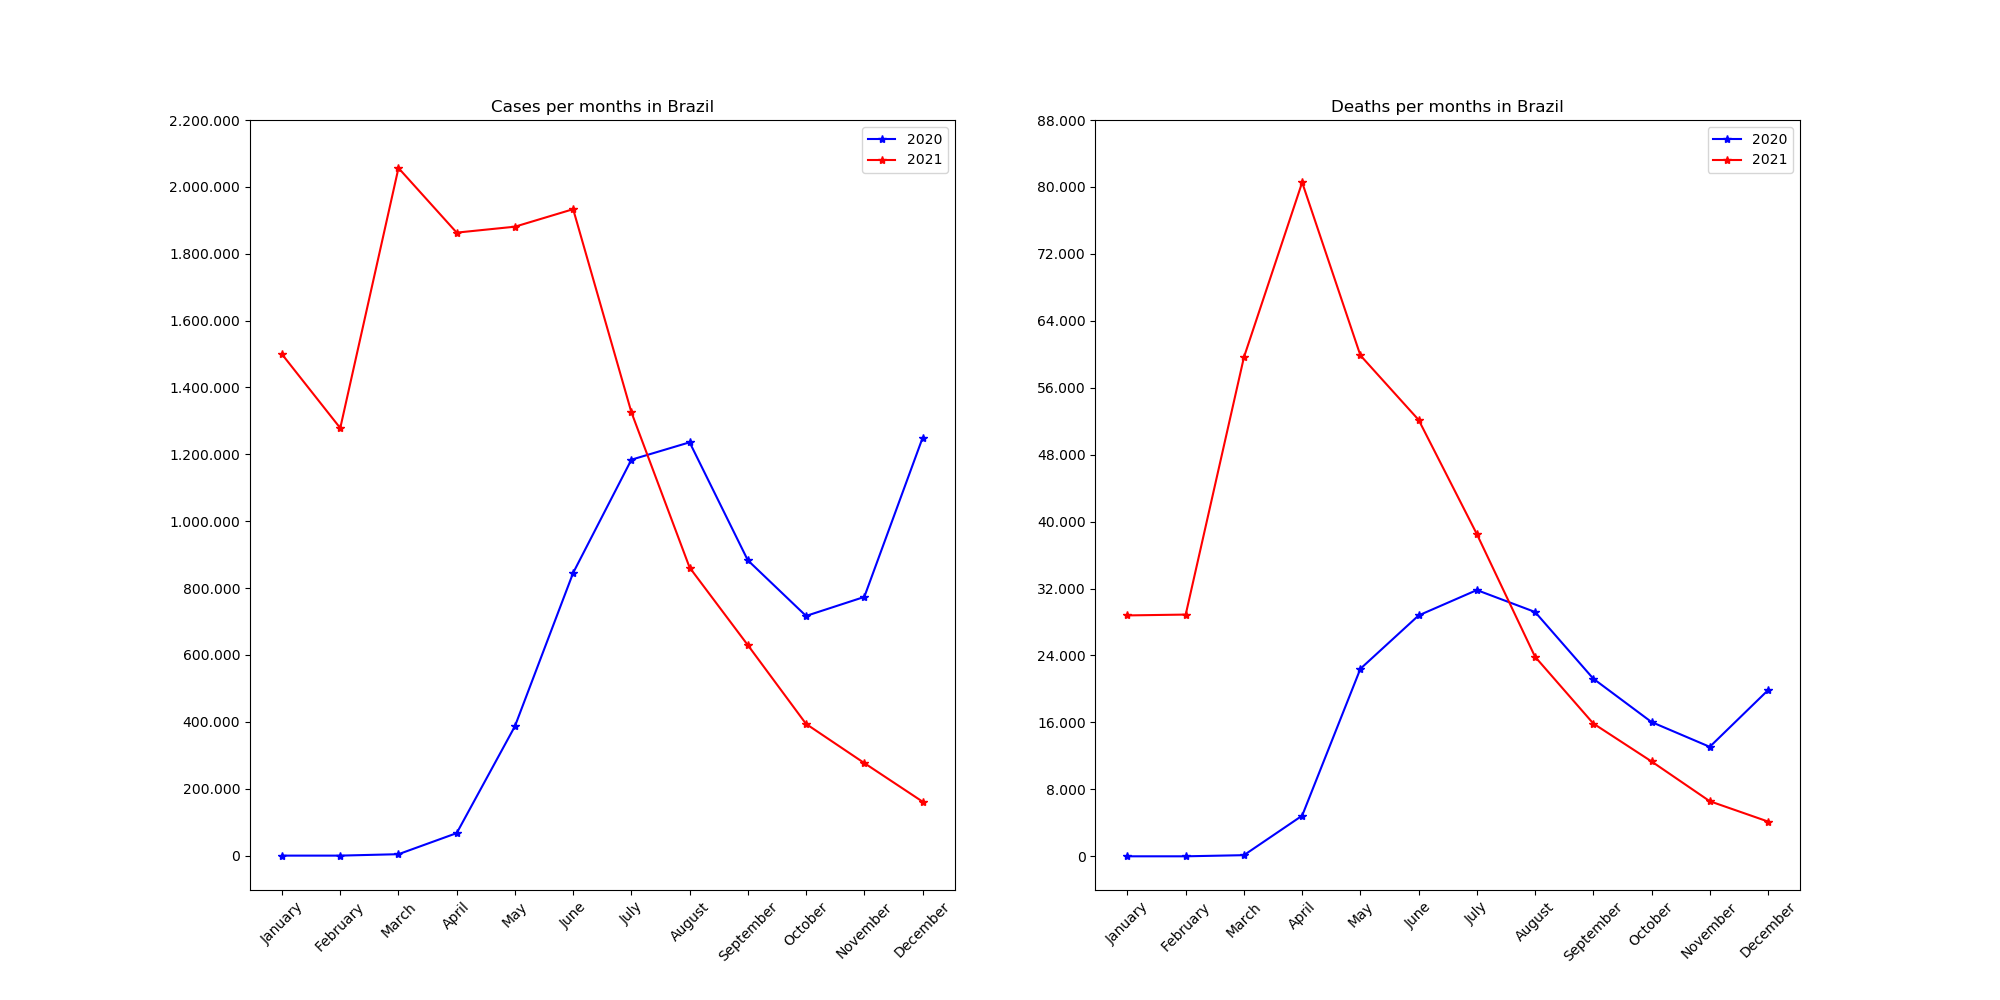 Cases per months in Brazil
2.200.000
2.000.000
1.800.000
1.600.000
1.400.000
1.200.000
1.000.000
800.000
600.000
400.000
200.000
0
2020
2021
January
February
March
April
May
June
July
August
September
October
November
December
Deaths per months in Brazil
88.000
80.000
72.000
64.000
56.000
48.000
40.000
32.000
24.000
16.000
8.000
0
2020
2021
January
February
March
April
May
June
July
August
September
October
November
December